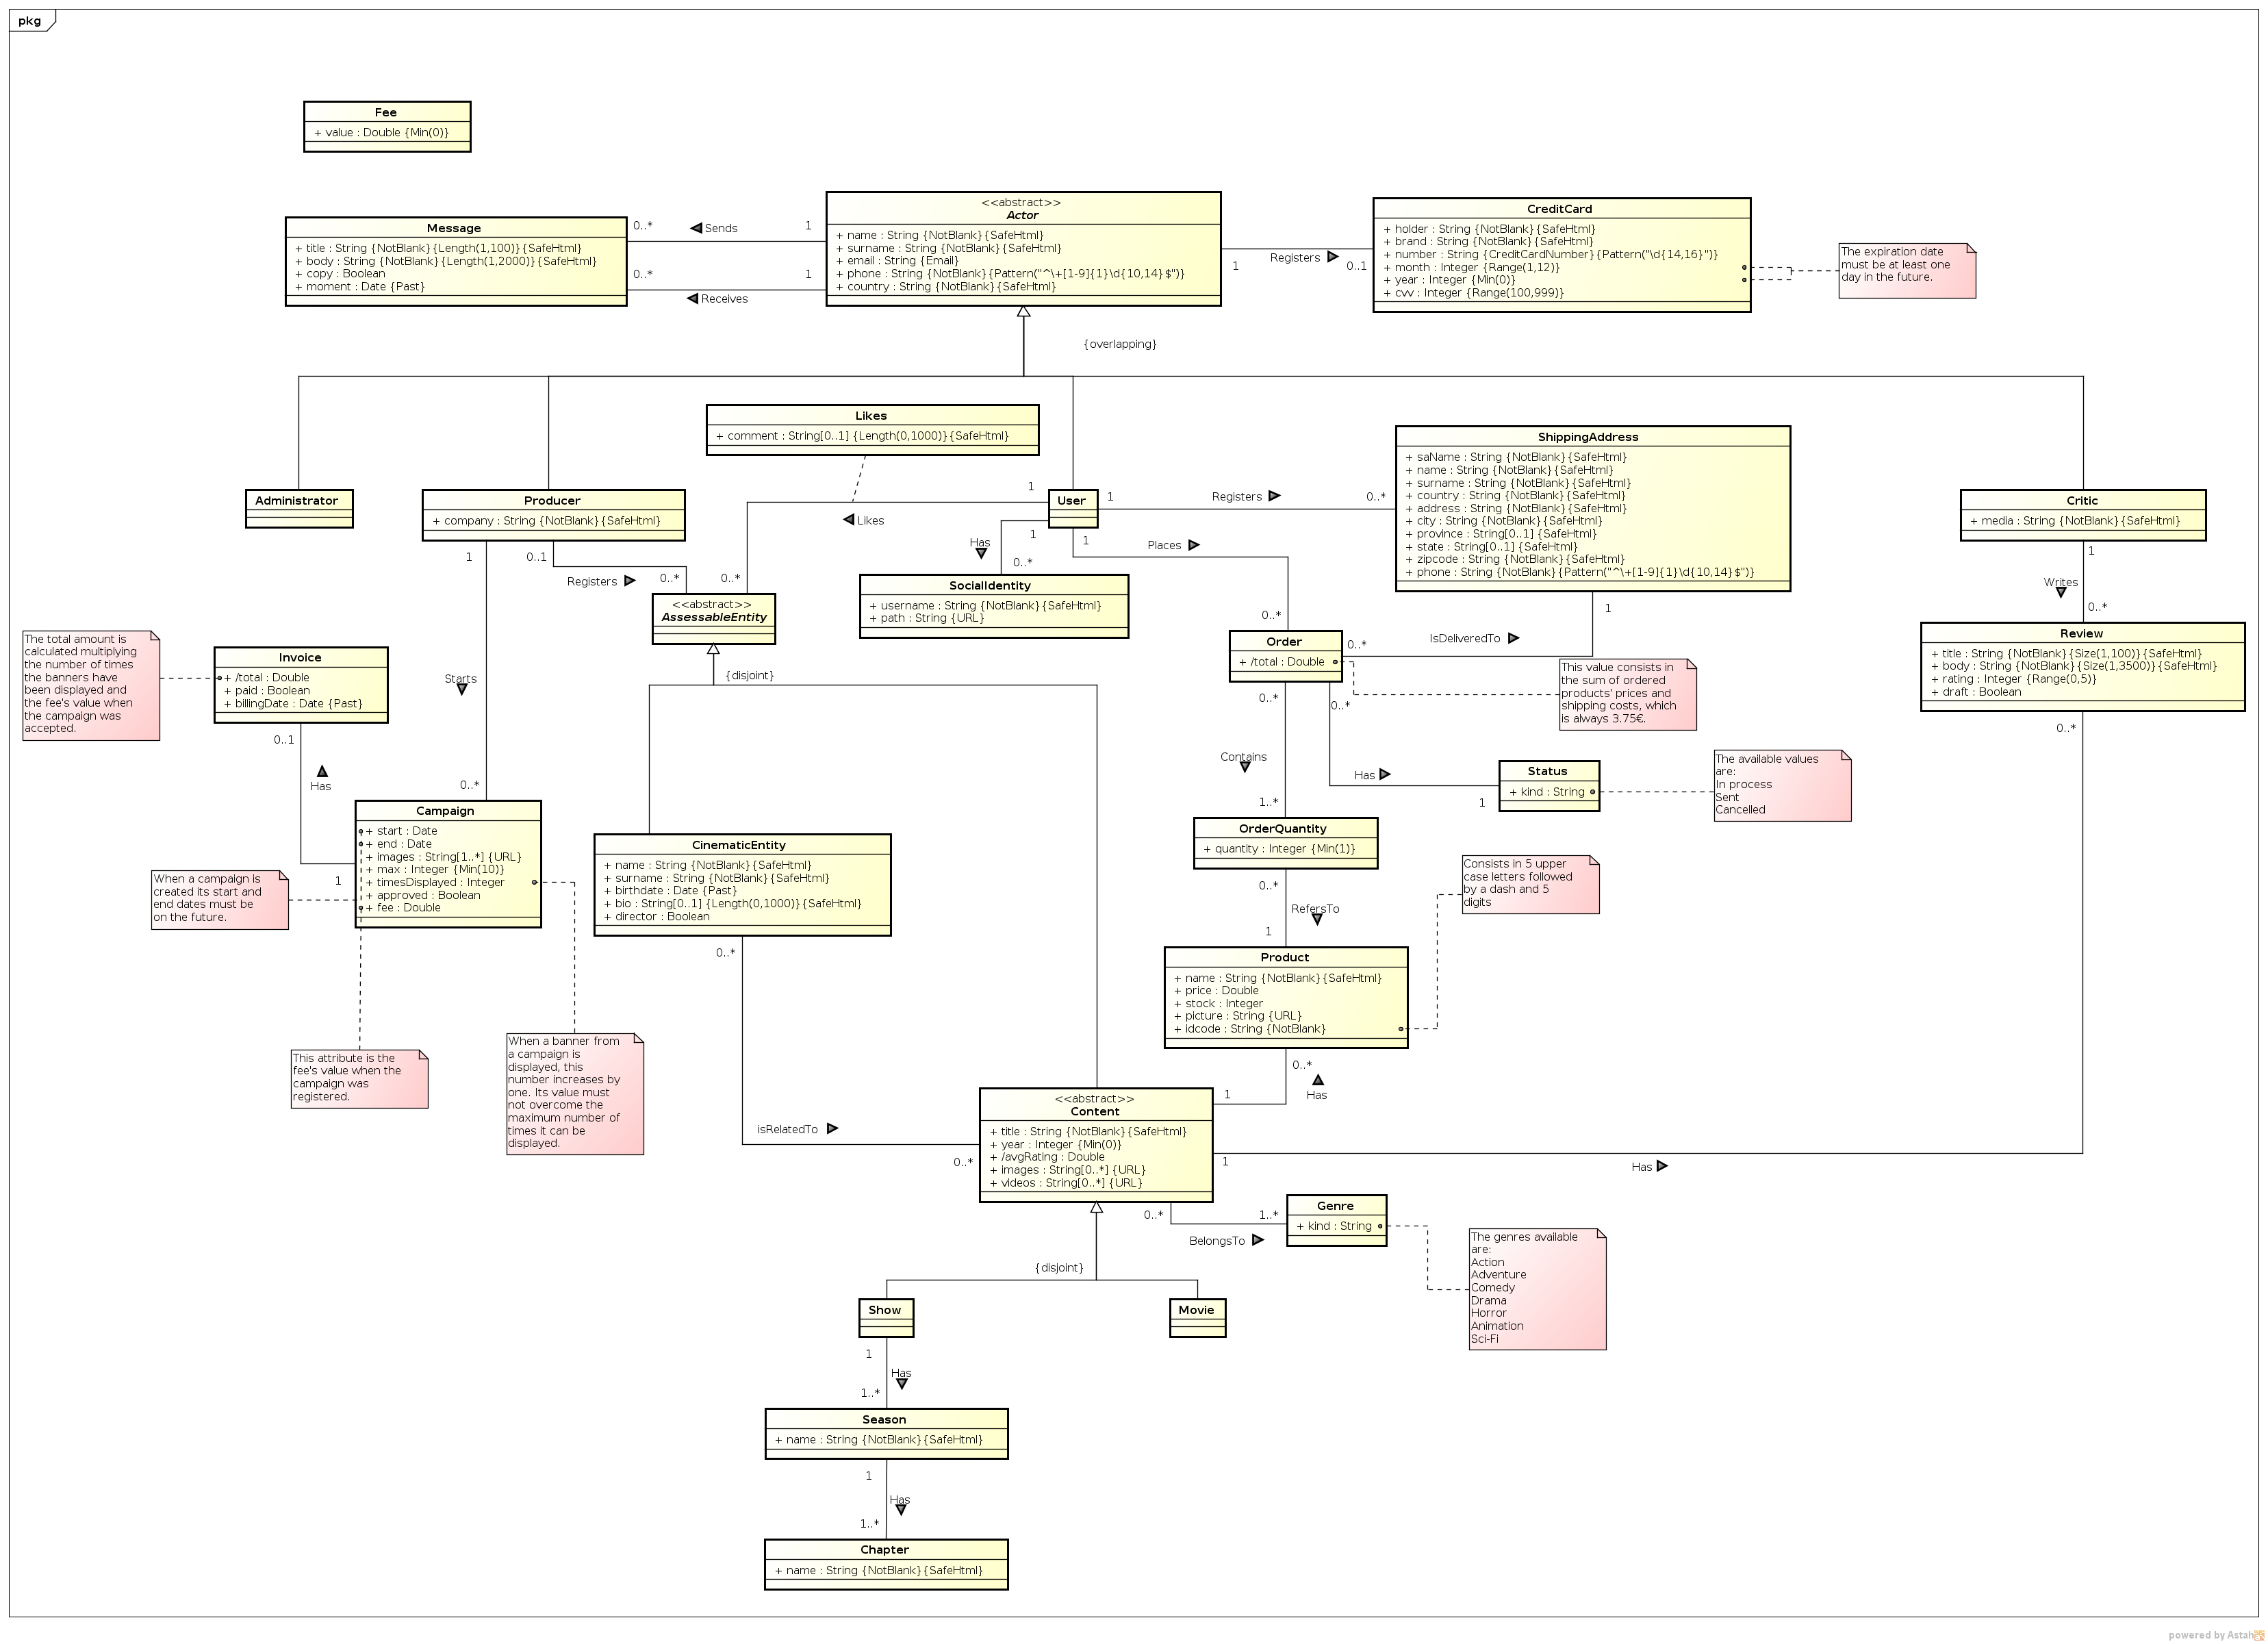 pkg
Fee
+ value : Double {Min(0)}
Message
+ title : String {NotBlank}{Length(1,100)}{SafeHtml}
+ body : String {NotBlank}{Length(1,2000)}{SafeHtml}
+ copy : Boolean
+ moment : Date {Past}
0..*
Sends
1
0..*
Receives
1
<<abstract>>
Actor
+ name : String {NotBlank}{SafeHtml}
+ surname : String {NotBlank}{SafeHtml}
+ email : String {Email}
+ phone : String {NotBlank}{Pattern("^\+[1-9]{1}\d{10,14}$")}
+ country : String {NotBlank}{SafeHtml}
1
Registers
0..1
CreditCard
+ holder : String {NotBlank}{SafeHtml}
+ brand : String {NotBlank}{SafeHtml}
+ number : String {CreditCardNumber}{Pattern("\d{14,16}")}
+ month : Integer {Range(1,12)}
+ year : Integer {Min(0)}
+ cvv : Integer {Range(100,999)}
The expiration date
must be at least one
day in the future.
{overlapping}
Likes
+ comment : String[0..1] {Length(0,1000)}{SafeHtml}
Administrator
Producer
+ company : String {NotBlank}{SafeHtml}
1
0..1
Registers
0..*
Likes
0..*
1
User
1
Registers
0..*
ShippingAddress
+ saName : String {NotBlank}{SafeHtml}
+ name : String {NotBlank}{SafeHtml}
+ surname : String {NotBlank}{SafeHtml}
+ country : String {NotBlank}{SafeHtml}
+ address : String {NotBlank}{SafeHtml}
+ city : String {NotBlank}{SafeHtml}
+ province : String[0..1] {SafeHtml}
+ state : String[0..1] {SafeHtml}
+ zipcode : String {NotBlank}{SafeHtml}
+ phone : String {NotBlank}{Pattern("^\+[1-9]{1}\d{10,14}$")}
Critic
+ media : String {NotBlank}{SafeHtml}
1
Writes
0..*
Has
1
0..*
1
Places
0..*
<<abstract>>
AssessableEntity
SocialIdentity
+ username : String {NotBlank}{SafeHtml}
+ path : String {URL}
Order
+ /total : Double
0..*
IsDeliveredTo
1
This value consists in
the sum of ordered
products' prices and
shipping costs, which
is always 3.75€.
Review
+ title : String {NotBlank}{Size(1,100)}{SafeHtml}
+ body : String {NotBlank}{Size(1,3500)}{SafeHtml}
+ rating : Integer {Range(0,5)}
+ draft : Boolean
0..*
The total amount is
calculated multiplying
the number of times
the banners have
been displayed and
the fee's value when
the campaign was
accepted.
Invoice
+ /total : Double
+ paid : Boolean
+ billingDate : Date {Past}
0..1
Has
1
Starts
0..*
{disjoint}
0..*
Contains
1..*
0..*
Has
1
Status
+ kind : String
The available values
are:
In process
Sent
Cancelled
Campaign
+ start : Date
+ end : Date
+ images : String[1..*] {URL}
+ max : Integer {Min(10)}
+ timesDisplayed : Integer
+ approved : Boolean
+ fee : Double
When a campaign is
created its start and
end dates must be
on the future.
CinematicEntity
+ name : String {NotBlank}{SafeHtml}
+ surname : String {NotBlank}{SafeHtml}
+ birthdate : Date {Past}
+ bio : String[0..1] {Length(0,1000)}{SafeHtml}
+ director : Boolean
0..*
OrderQuantity
+ quantity : Integer {Min(1)}
0..*
RefersTo
1
Consists in 5 upper
case letters followed
by a dash and 5
digits
Product
+ name : String {NotBlank}{SafeHtml}
+ price : Double
+ stock : Integer
+ picture : String {URL}
+ idcode : String {NotBlank}
0..*
Has
1
This attribute is the
fee's value when the
campaign was
registered.
When a banner from
a campaign is
displayed, this
number increases by
one. Its value must
not overcome the
maximum number of
times it can be
displayed.
isRelatedTo
0..*
<<abstract>>
Content
+ title : String {NotBlank}{SafeHtml}
+ year : Integer {Min(0)}
+ /avgRating : Double
+ images : String[0..*] {URL}
+ videos : String[0..*] {URL}
1
Has
0..*
BelongsTo
1..*
Genre
+ kind : String
The genres available
are:
Action
Adventure
Comedy
Drama
Horror
Animation
Sci-Fi
{disjoint}
Show
Movie
1
Has
1..*
Season
+ name : String {NotBlank}{SafeHtml}
1
Has
1..*
Chapter
+ name : String {NotBlank}{SafeHtml}
powered by Astah